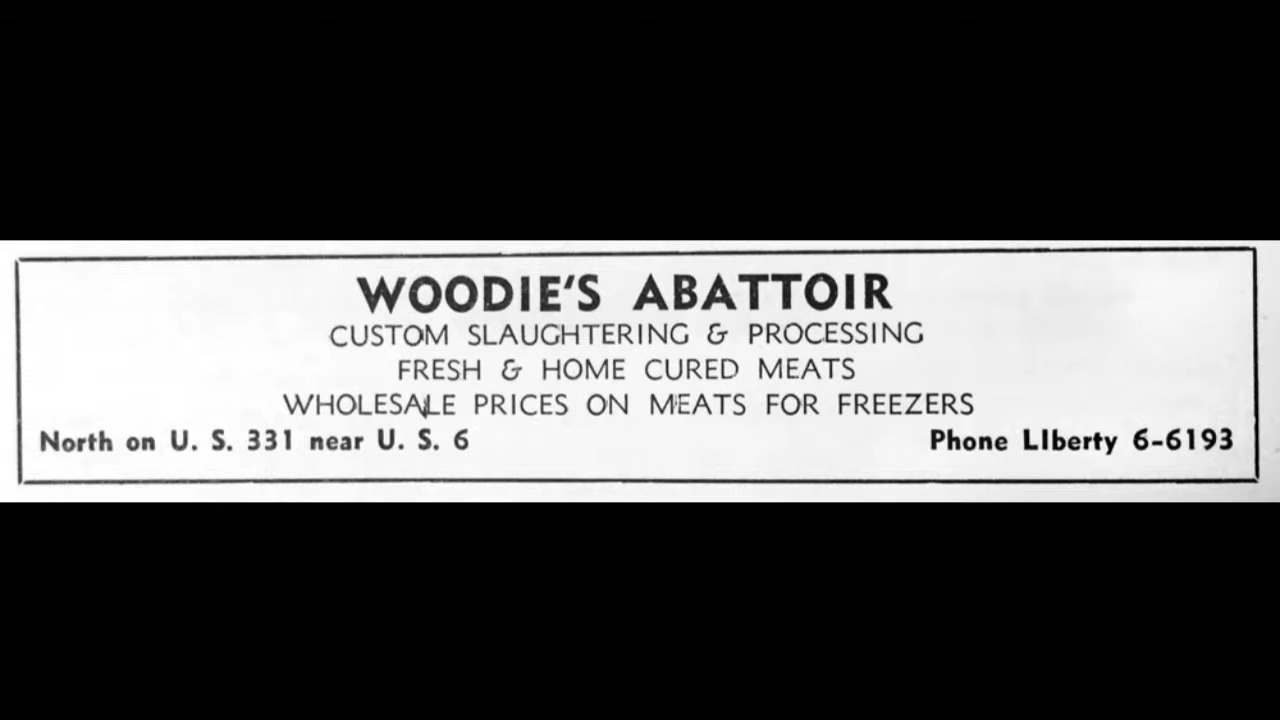 WOODIE'S ABATTOIR
CUSTOM SLAUGHTERING & PROCESSING
FRESH & HOME CURED MEATS
WHOLESALE PRICES ON MEATS FOR FREEZERS
North on U. S. 331 near U. S. 6 Phone LIberty 6-6193